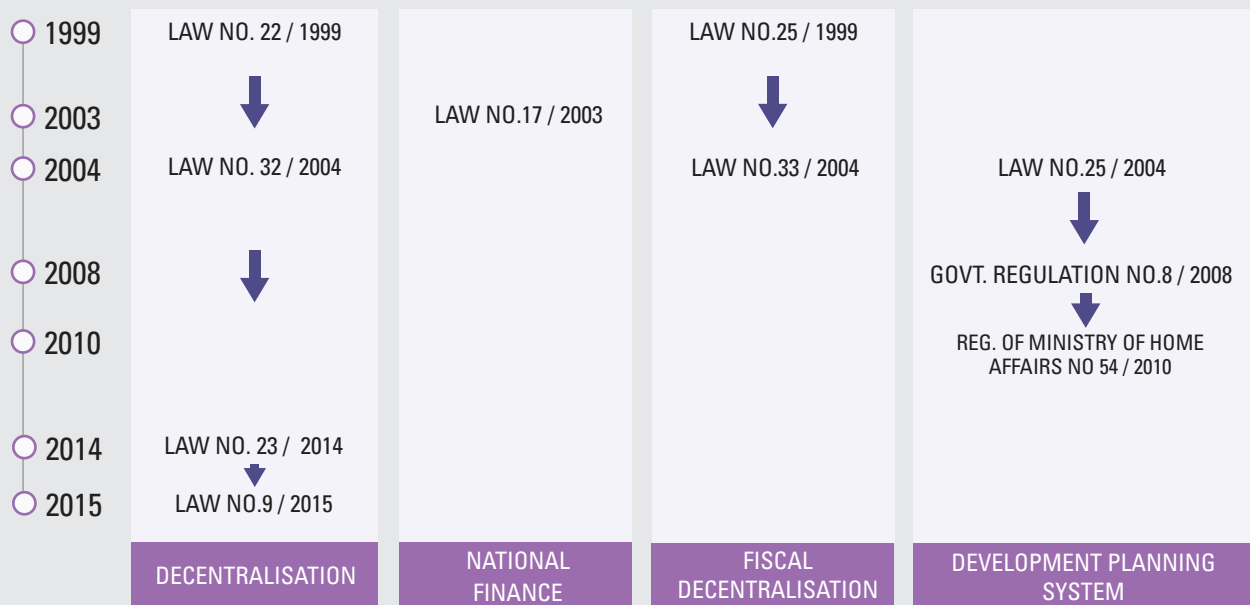 1999
LAW NO. 22 / 1999
LAW NO.25 / 1999
2003
LAW NO.17 / 2003
2004
LAW NO. 32 / 2004
LAW NO.33 / 2004
LAW NO.25 / 2004
2008
GOVT. REGULATION NO.8 / 2008
2010
REG. OF MINISTRY OF HOME
AFFAIRS NO 54 / 2010
2014
LAW NO. 23 / 2014
2015
LAW NO.9 / 2015
DECENTRALISATION
NATIONAL
FINANCE
FISCAL
DECENTRALISATION
DEVELOPMENT PLANNING
SYSTEM